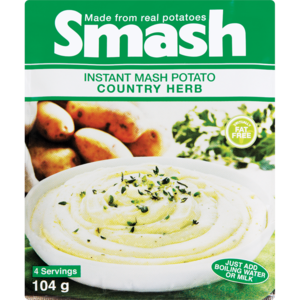 Made from real potatoes
Smash
INSTANT MASH POTATO
COUNTRY HERB
FAT
FREE
4 Servings
104 g
JUST ADD
BOILING WATER
OR MILK